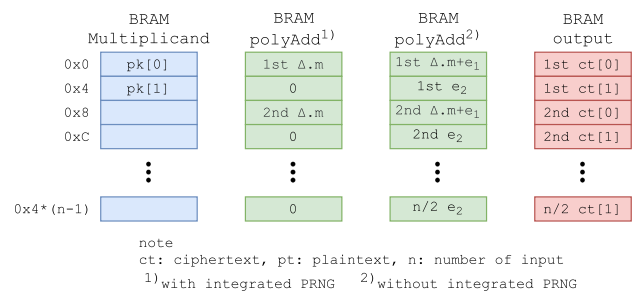 BRAM Multiplicand
BRAM polyAdd1)
BRAM polyAdd2)
BRAM output
0x0 pk[0] 1st Δ.m 1st Δ.m+e1 1st ct[0]
0x4 pk[1] 0 1st e2 1st ct[1]
0x8 2nd Δ.m 2nd Δ.m+e1 2nd ct[0]
0xC 0 2nd e2 2nd ct[1]
0x4*(n-1) 0 n/2 e2 n/2 ct[1]
note
ct: ciphertext, pt: plaintext, n: number of input
1)with integrated PRNG 2)without integrated PRNG